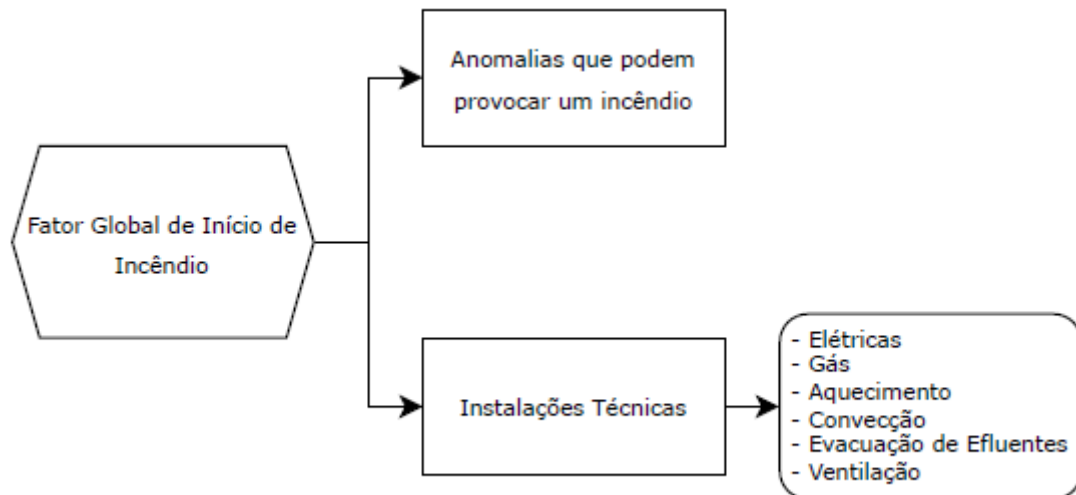 Anomalias que podem
provocar um incêndio
Fator Global de Início de
Incêndio
Instalações Técnicas
- Elétricas
- Gás
- Aquecimento
- Convecção
- Evacuação de Efluentes
- Ventilação